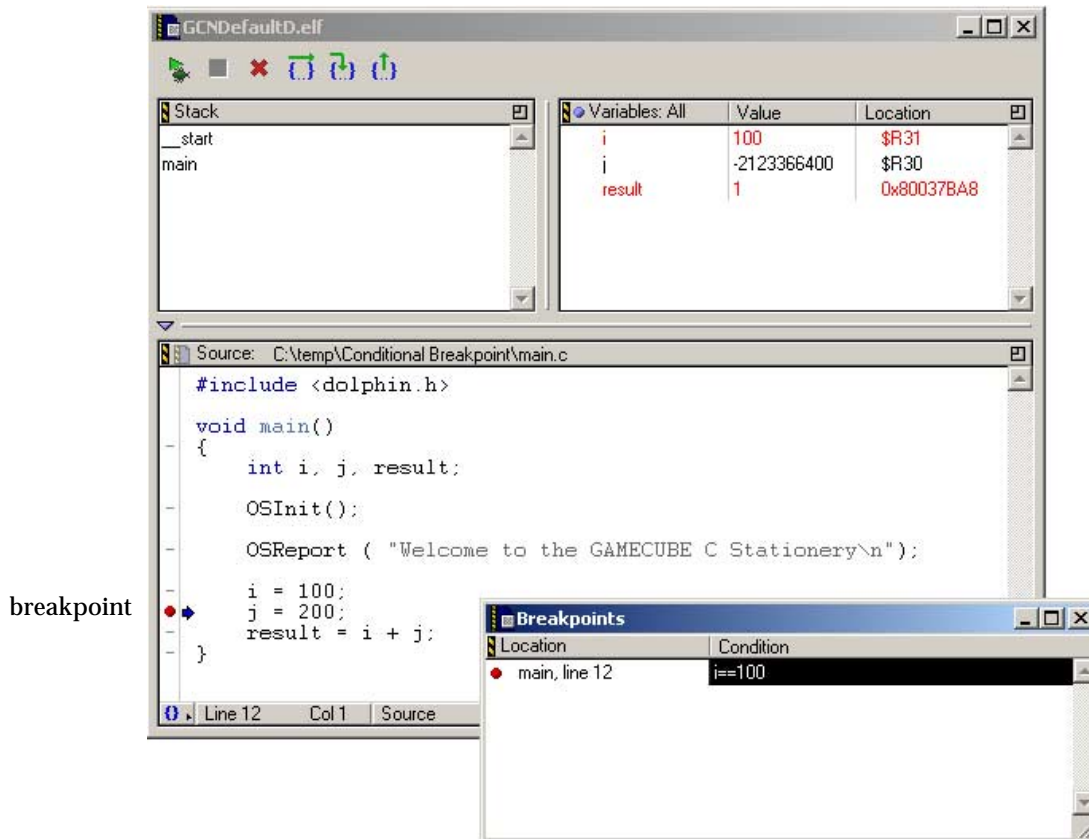 GCNDefaultD.elf
Stack
__start
main
Variables: All Value Location
i 100 $R31
j -2123366400 $R30
result 1 0x80037BA8
Source: C:\temp\Conditional Breakpoint\main.c
#include <dolphin.h>
void main()
{
int i, j, result;
OSInit();
OSReport ( "Welcome to the GAMECUBE C Stationery\n");
i = 100;
breakpoint j = 200;
result = i + j;
}
Line 12 Col 1 Source
Breakpoints
Location Condition
main, line 12 i==100